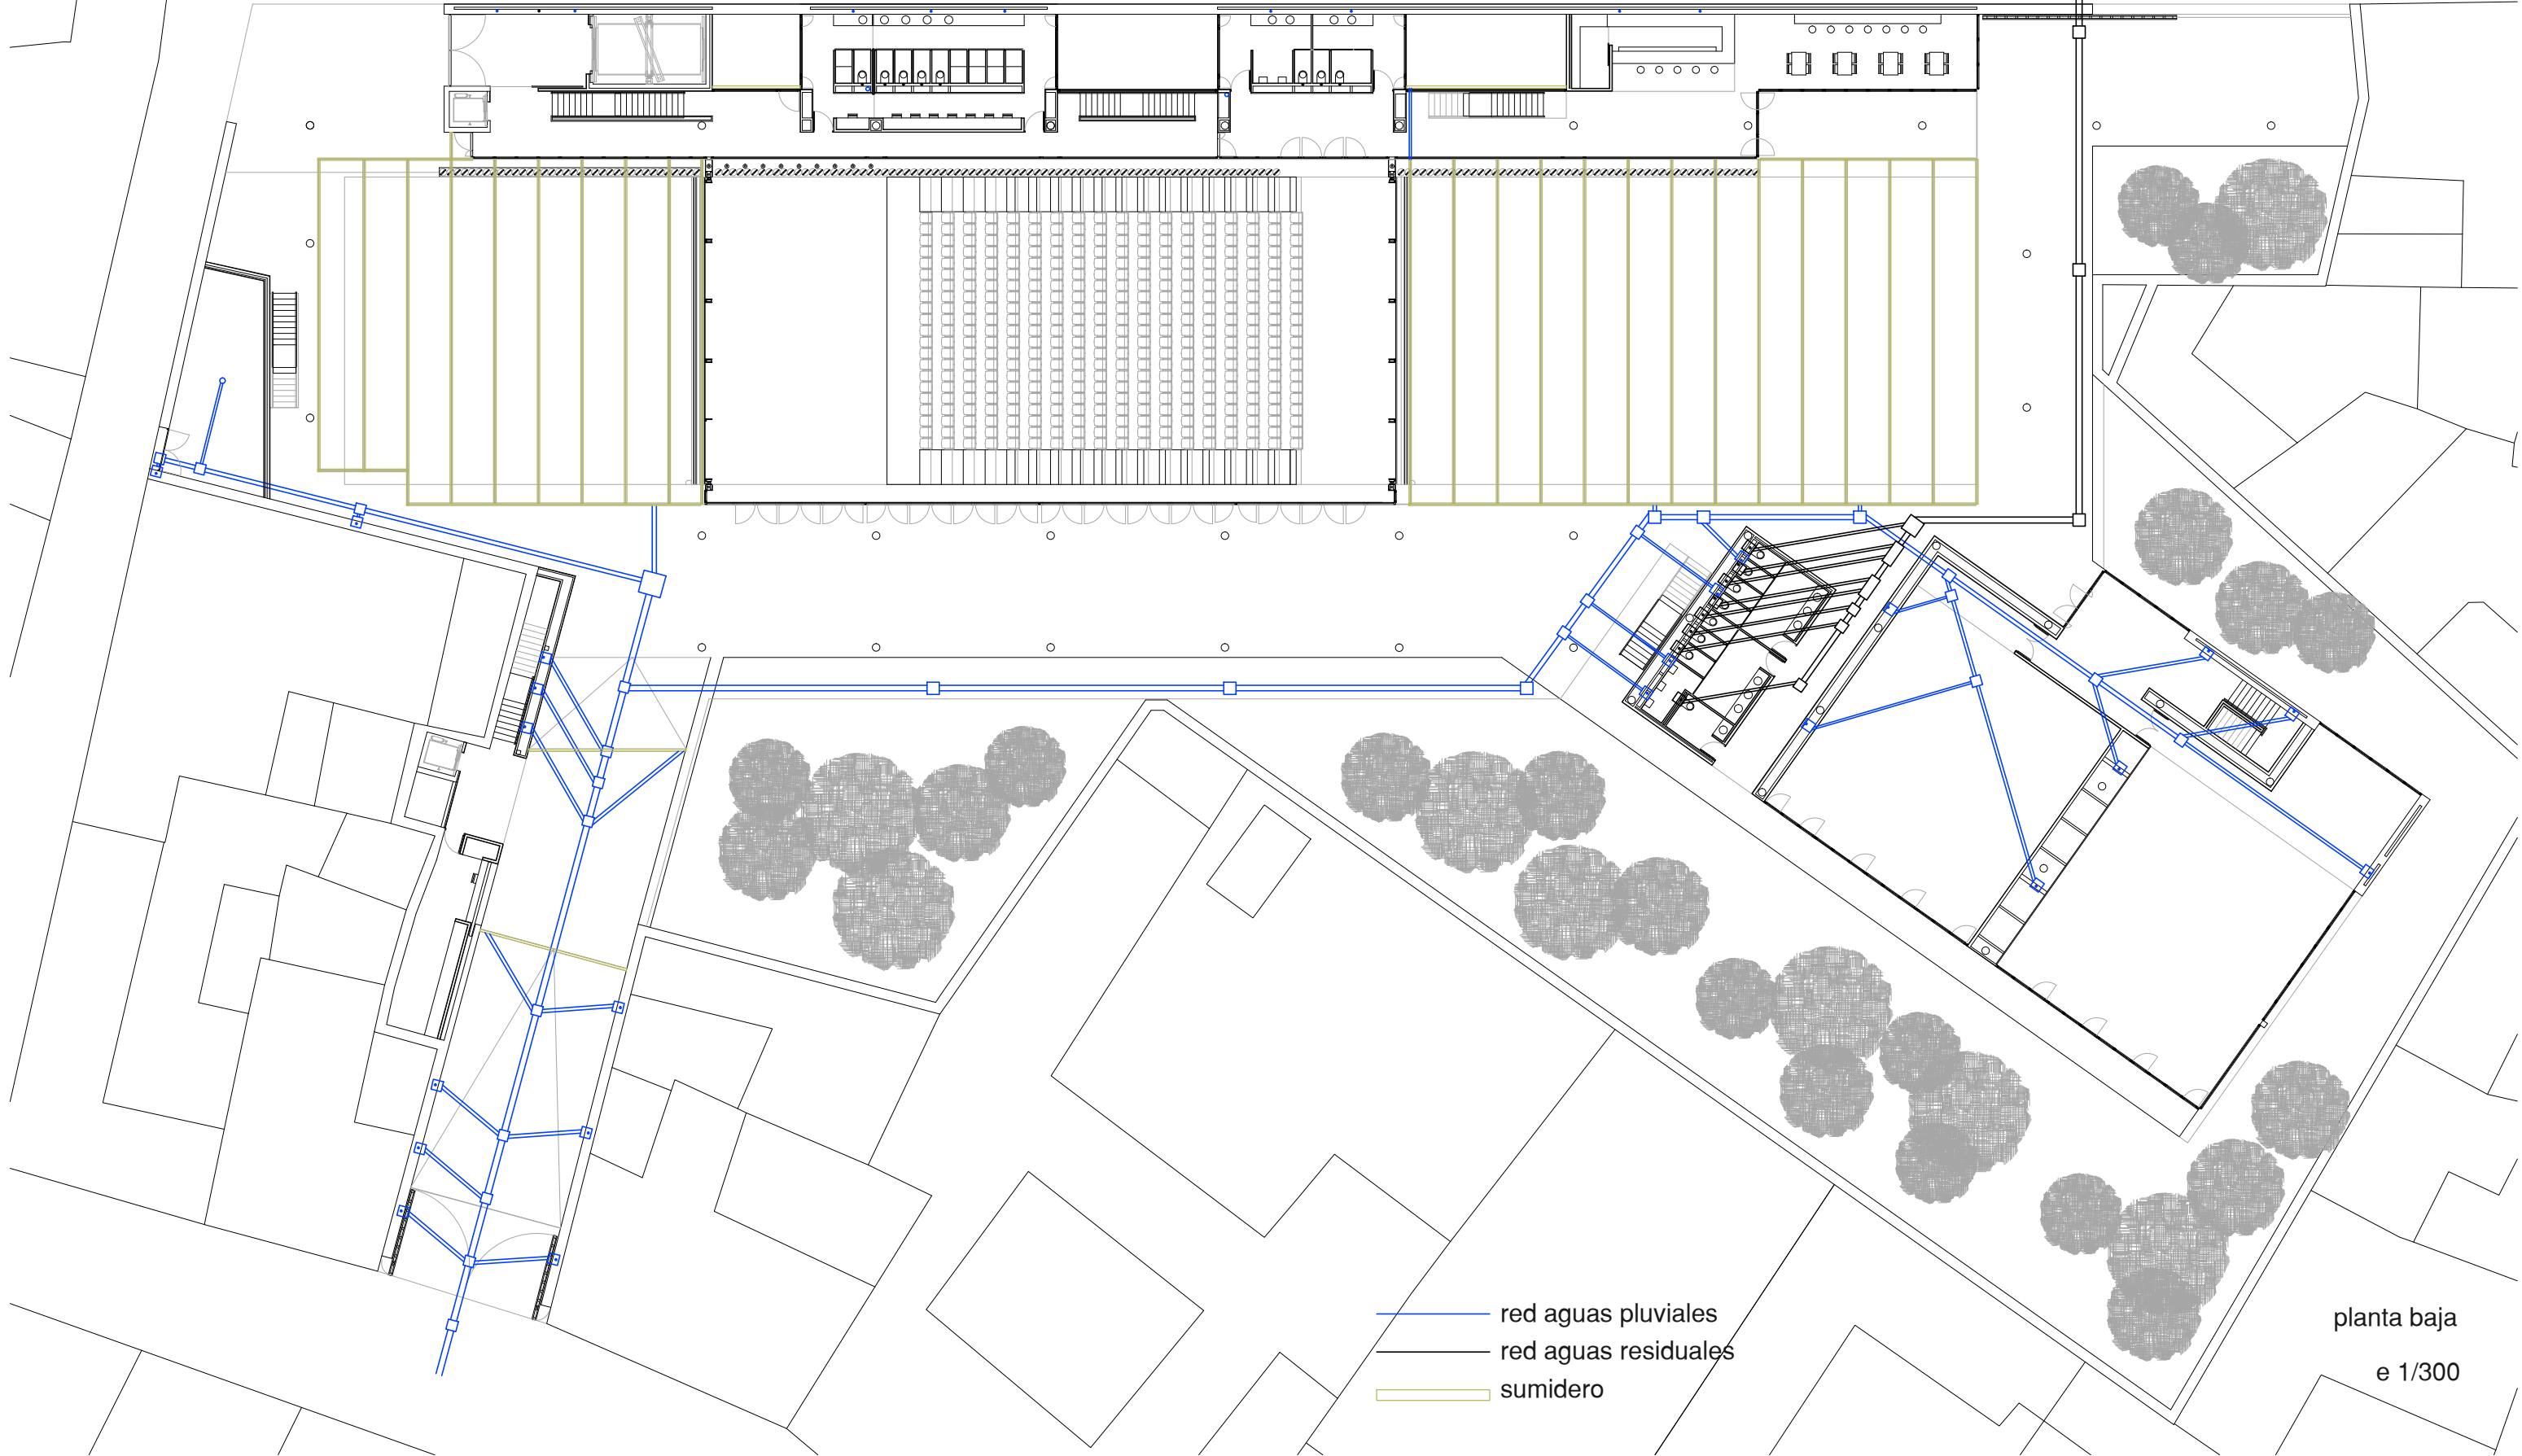 red aguas pluviales
red aguas residuales
sumidero
planta baja
e 1/300